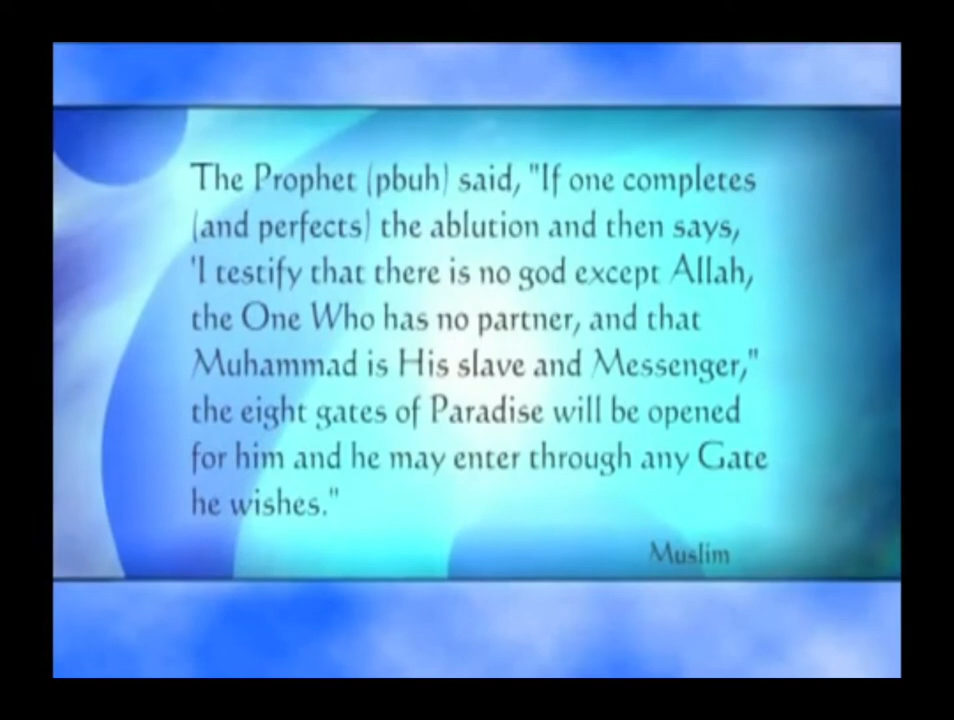 The Prophet (pbuh) said, "If one completes
(and perfects) the ablution and then says,
'I testify that there is no god except Allah,
the One Who has no partner, and that
Muhammad is His slave and Messenger,"
the eight gates of Paradise will be opened
for him and he may enter through any Gate
he wishes."
Muslim